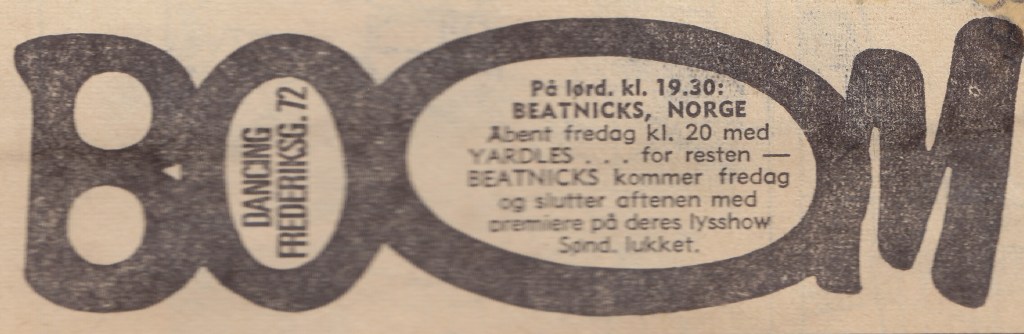 BOOM
DANCING
FREDERIKSG. 72
På lørd. kl. 19.30:
BEATNICKS, NORGE
Åbent fredag kl. 20 med
YARDLES . . . for resten —
BEATNICKS kommer fredag
og slutter aftenen med
premiere på deres lysshow
Sønd. lukket.